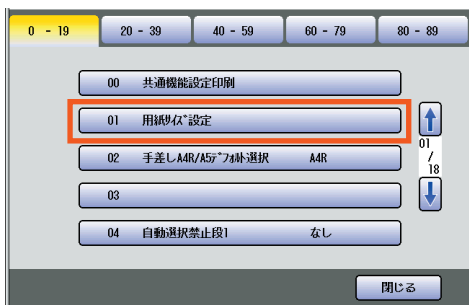 0 - 19 20 - 39 40 - 59 60 - 79 80 - 89
00 共通機能設定印刷
01 用紙ｻｲｽﾞ設定
02 手差しA4R/A5ﾃﾞﾌｫﾙﾄ選択 A4R
03
04 自動選択禁止段1 なし
01
/
18
閉じる